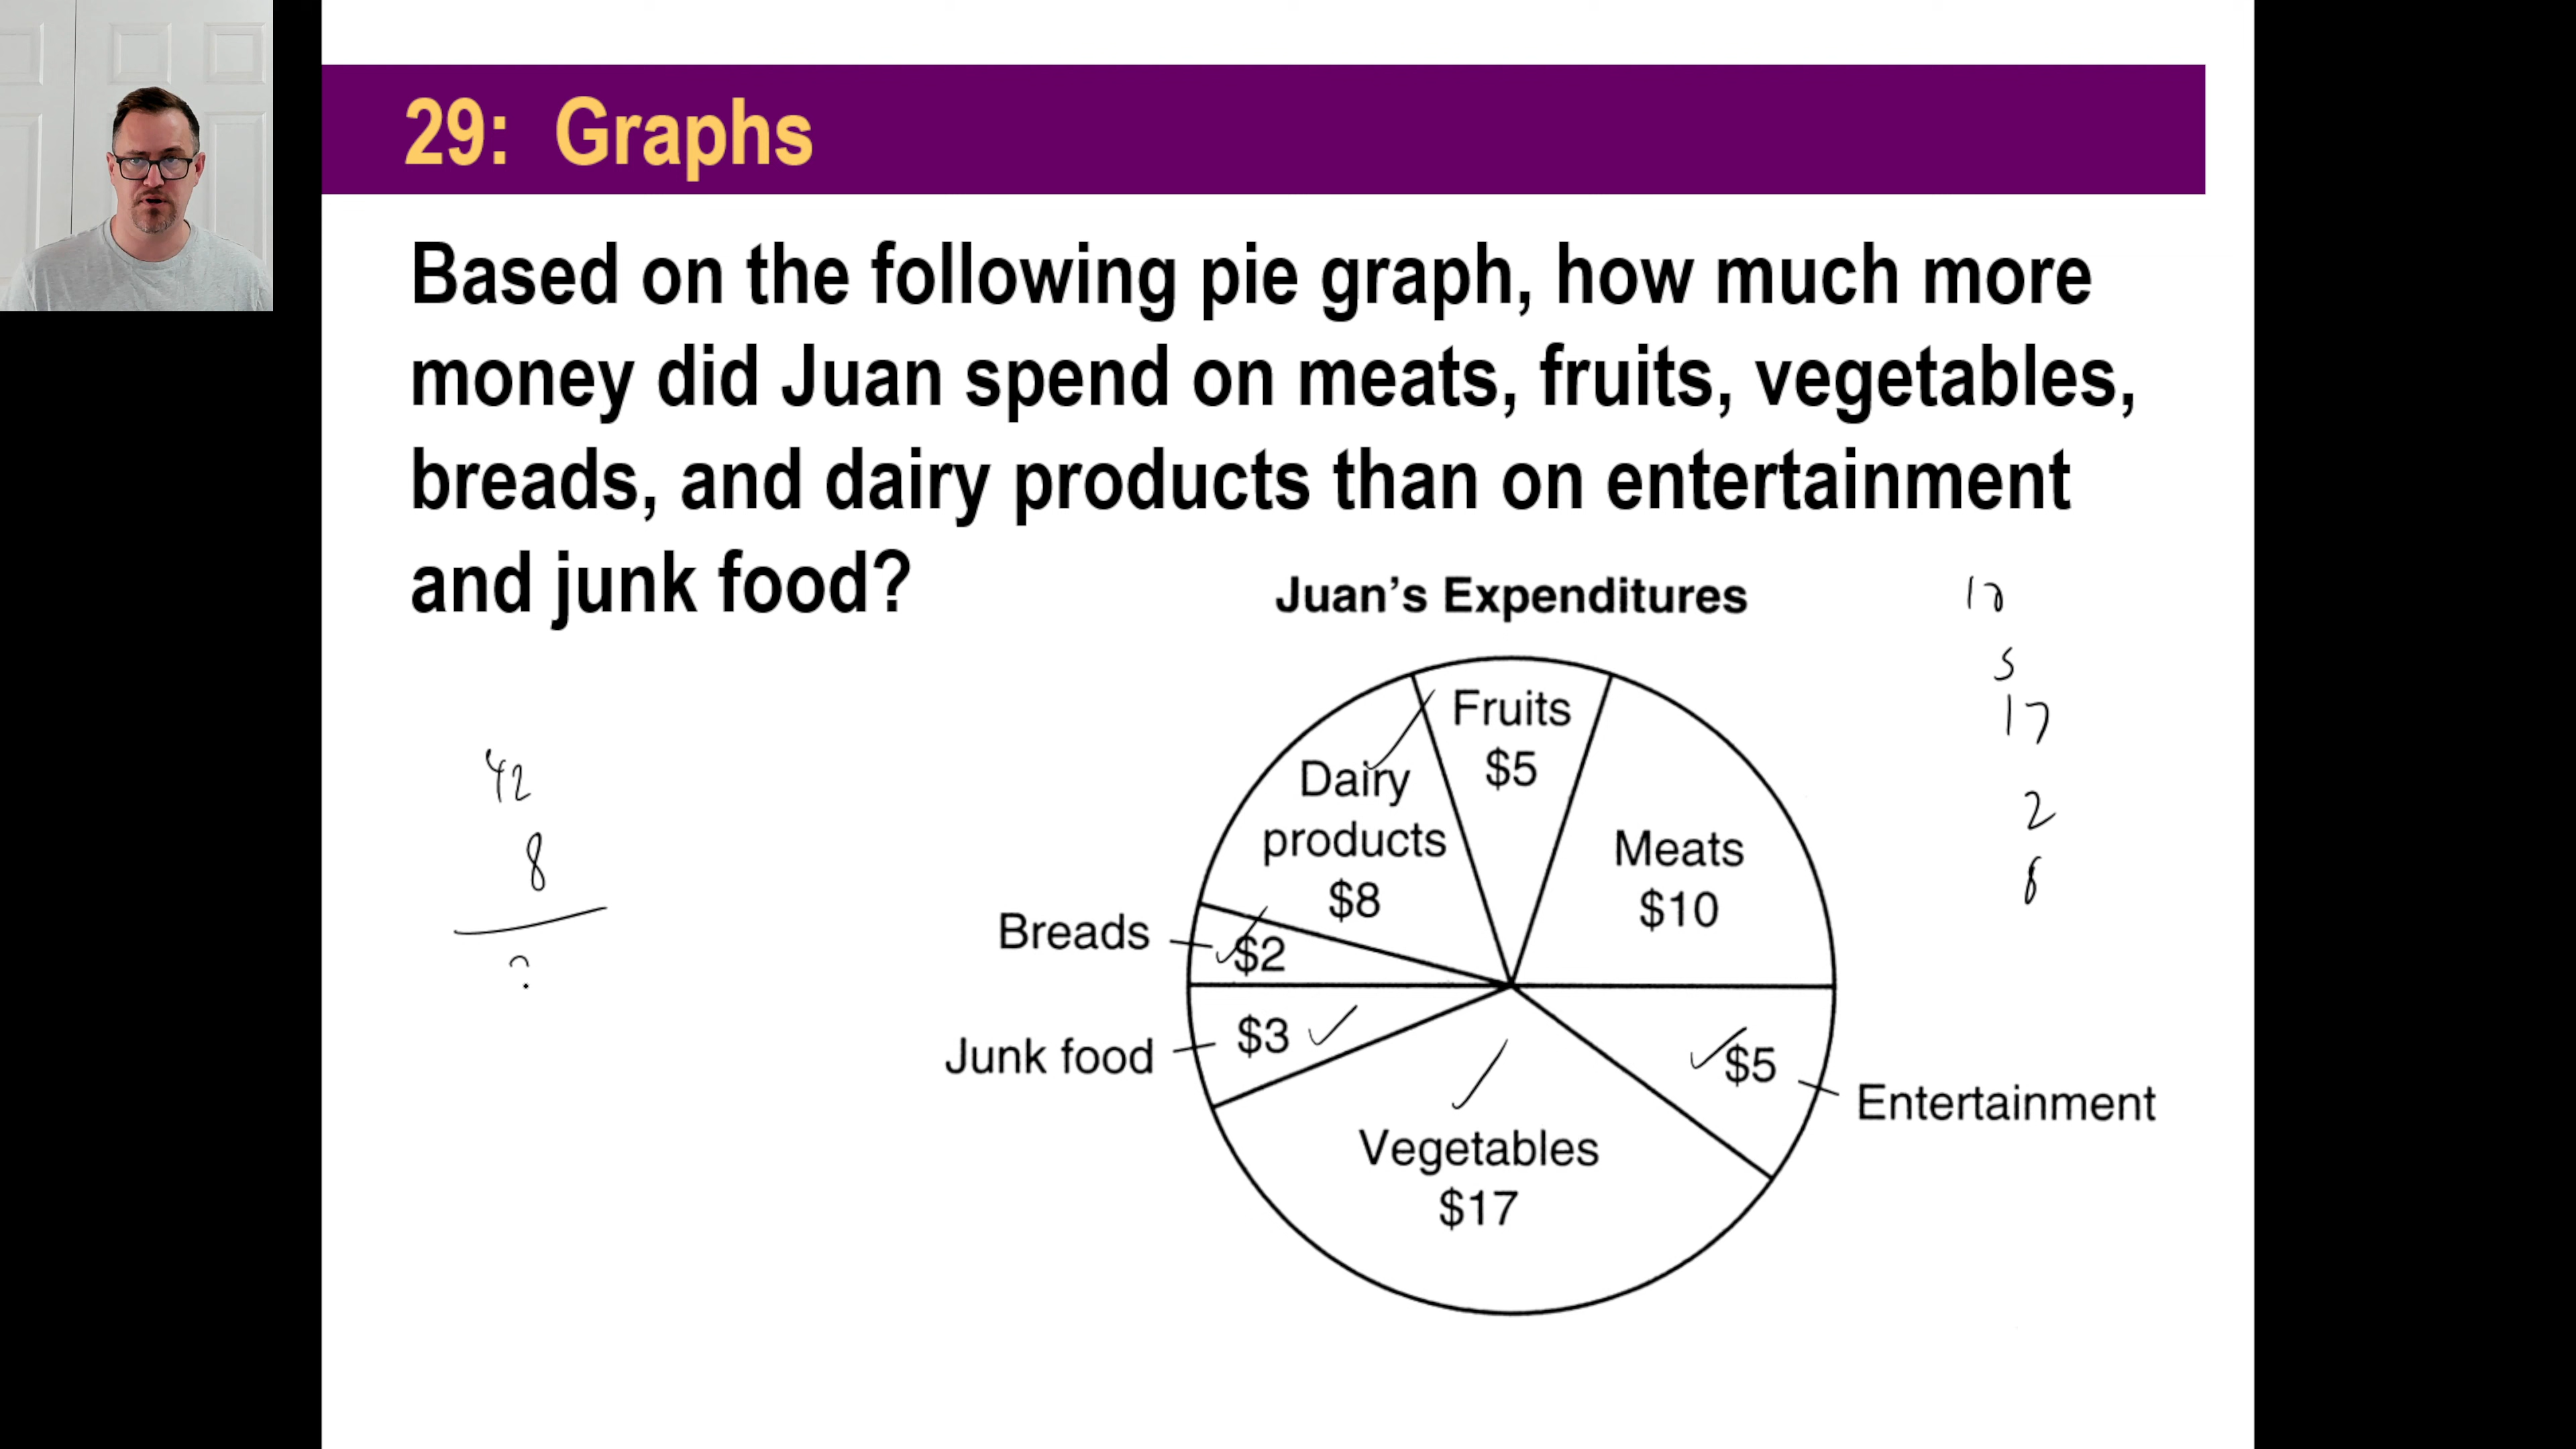 29: Graphs
Based on the following pie graph, how much more
money did Juan spend on meats, fruits, vegetables,
breads, and dairy products than on entertainment
and junk food?
Juan's Expenditures
Fruits
$5
Dairy
products
$8
Meats
$10
Breads
$2
Junk food
$3
$5
Entertainment
Vegetables
$17
42
8
?
10
5
17
2
8